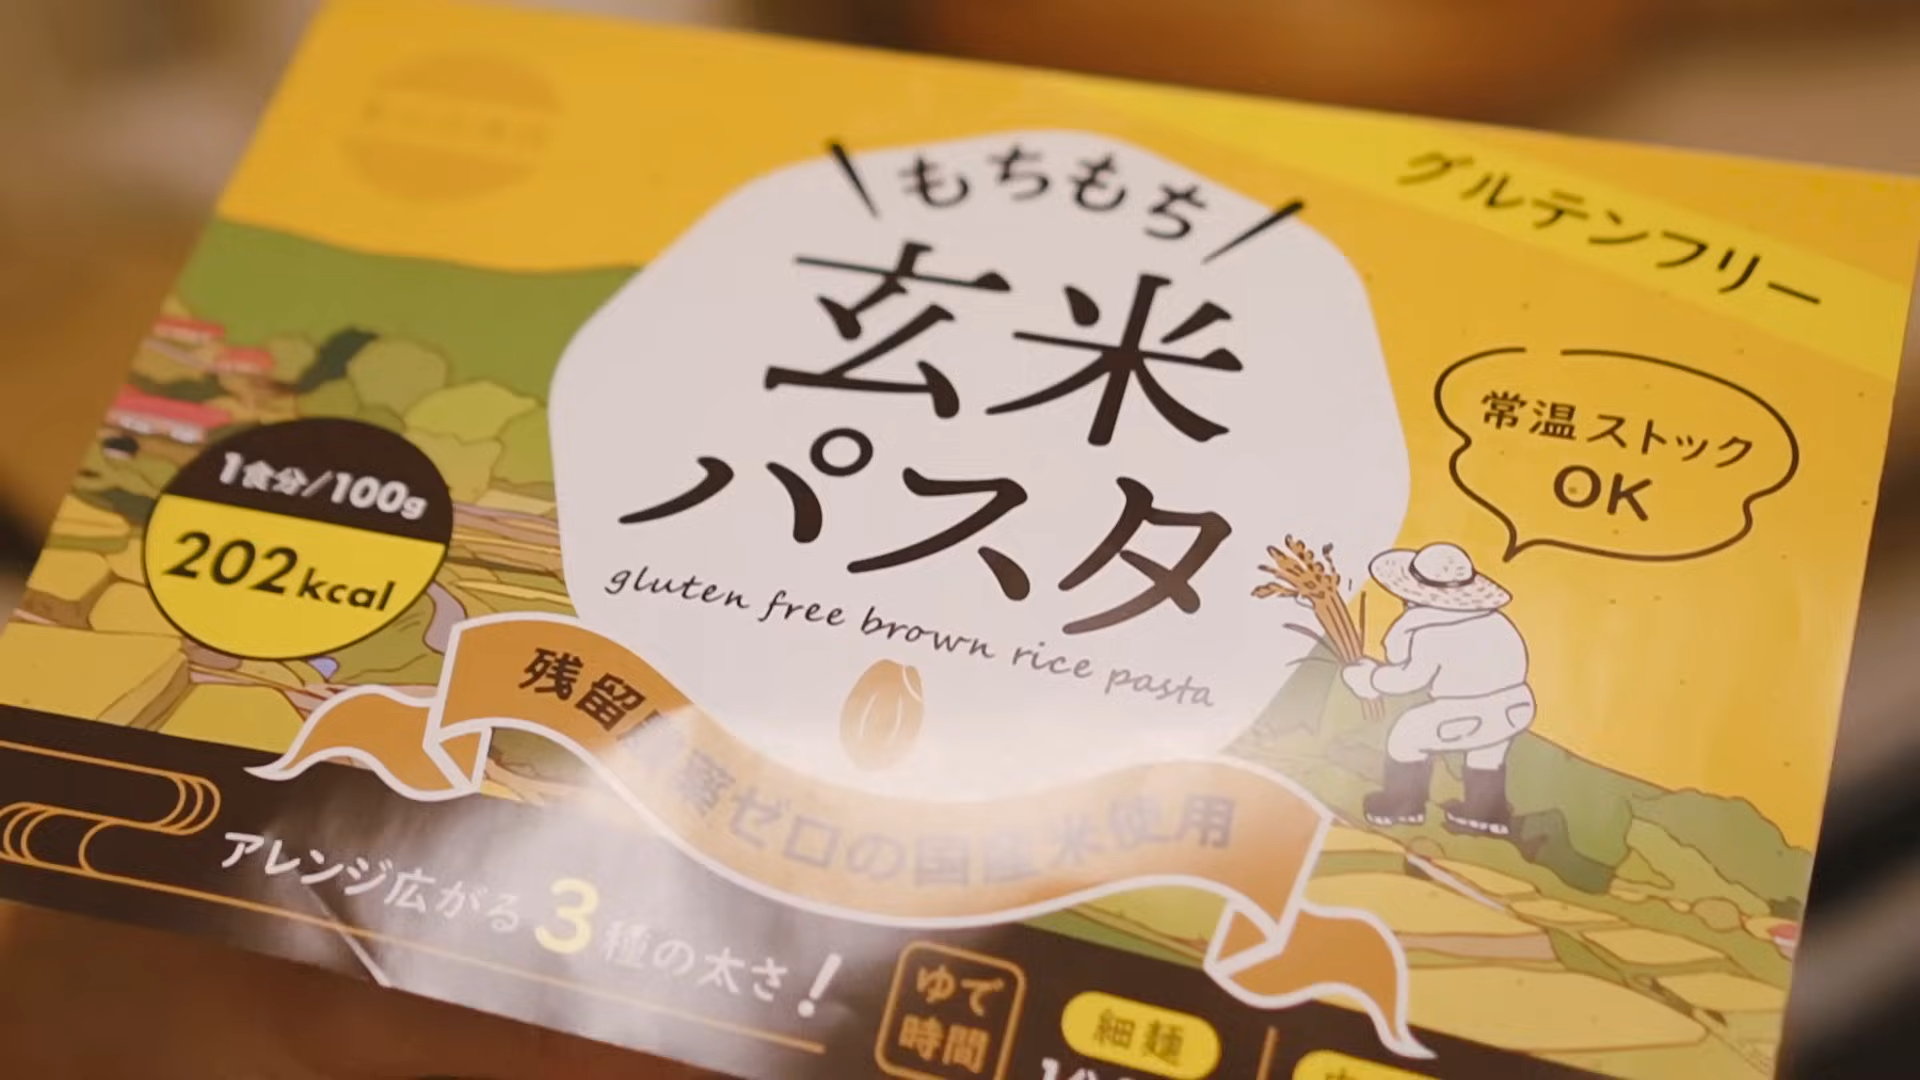 もちもち
玄米
パスタ
gluten free brown rice pasta
グルテンフリー
常温ストック
OK
1食分/100g
202kcal
残留農薬ゼロの国産米使用
アレンジ広がる3種の太さ!
ゆで
時間
細麺